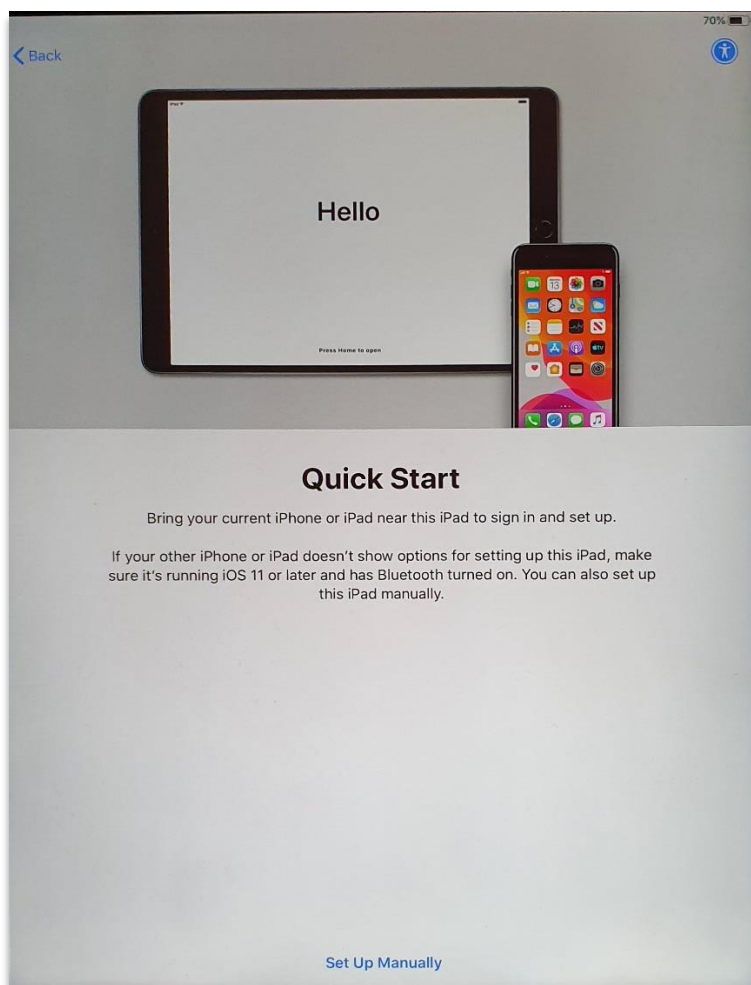 70%
Back
iPad
Hello
Press Home to open
13
tv
Quick Start
Bring your current iPhone or iPad near this iPad to sign in and set up.
If your other iPhone or iPad doesn't show options for setting up this iPad, make
sure it's running iOS 11 or later and has Bluetooth turned on. You can also set up
this iPad manually.
Set Up Manually